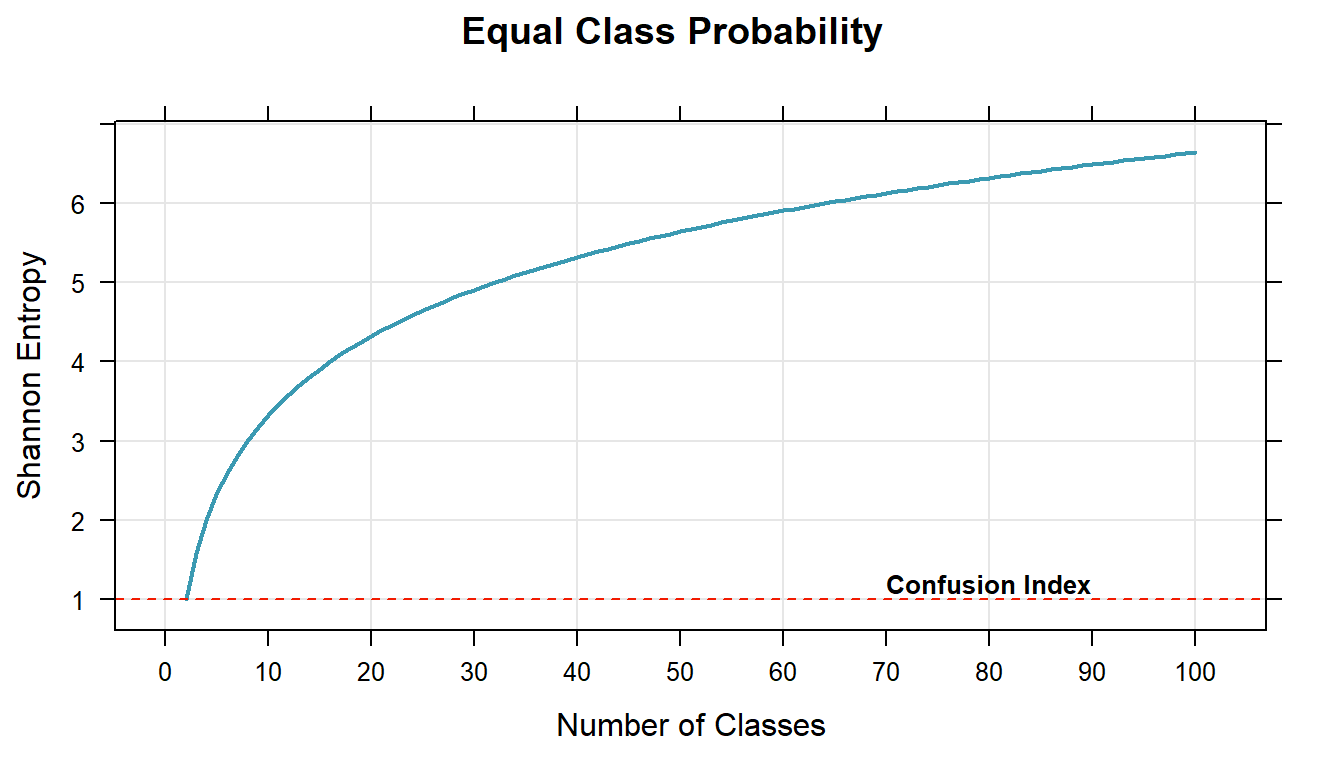 Equal Class Probability
6
5
4
3
2
1
Shannon Entropy
Confusion Index
0 10 20 30 40 50 60 70 80 90 100
Number of Classes